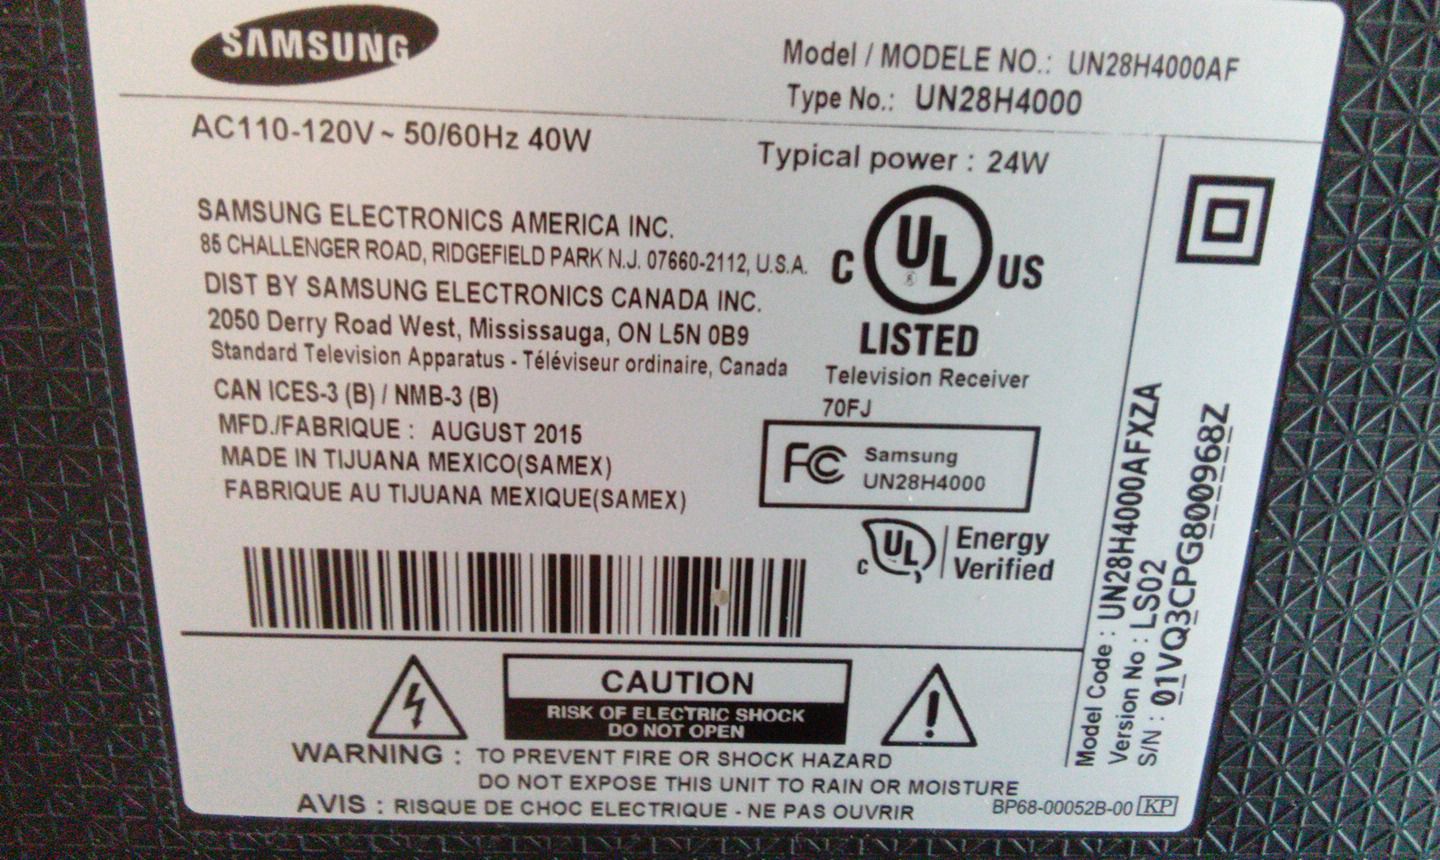 SAMSUNG
Model / MODELE NO.: UN28H4000AF
Type No.: UN28H4000
AC110-120V ~ 50/60Hz 40W
Typical power : 24W
SAMSUNG ELECTRONICS AMERICA INC.
85 CHALLENGER ROAD, RIDGEFIELD PARK N.J. 07660-2112, U.S.A.
DIST BY SAMSUNG ELECTRONICS CANADA INC.
2050 Derry Road West, Mississauga, ON L5N 0B9
Standard Television Apparatus - Téléviseur ordinaire, Canada
CAN ICES-3 (B) / NMB-3 (B)
MFD./FABRIQUE : AUGUST 2015
MADE IN TIJUANA MEXICO(SAMEX)
FABRIQUE AU TIJUANA MEXIQUE(SAMEX)
C UL US
LISTED
Television Receiver
70FJ
FC Samsung
UN28H4000
C UL Energy
Verified
Model Code : UN28H4000AFXZA
Version No : LS02
S/N : 01VQ3CPG800968Z
CAUTION
RISK OF ELECTRIC SHOCK
DO NOT OPEN
WARNING : TO PREVENT FIRE OR SHOCK HAZARD
DO NOT EXPOSE THIS UNIT TO RAIN OR MOISTURE
AVIS : RISQUE DE CHOC ELECTRIQUE - NE PAS OUVRIR
BP68-00052B-00 KP